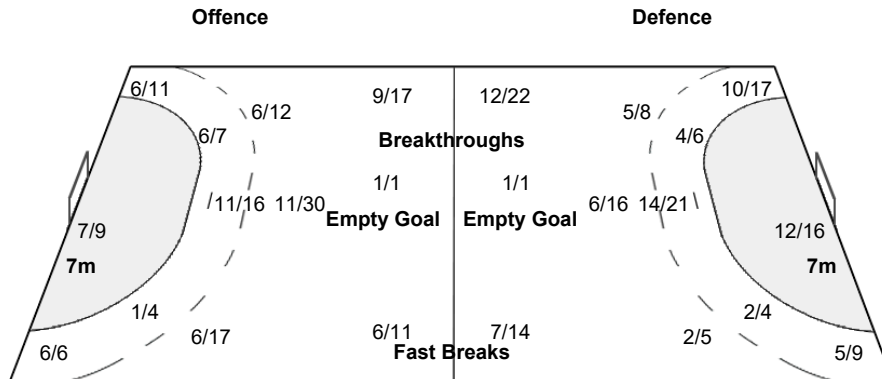 Offence Defence
6/11 9/17 12/22 10/17
6/12 5/8
6/7 Breakthroughs 4/6
1/1 1/1
11/16 11/30 6/16 14/21
Empty Goal Empty Goal
7/9 12/16
7m 7m
1/4 2/4
6/17 6/11 7/14 2/5
6/6 Fast Breaks 5/9